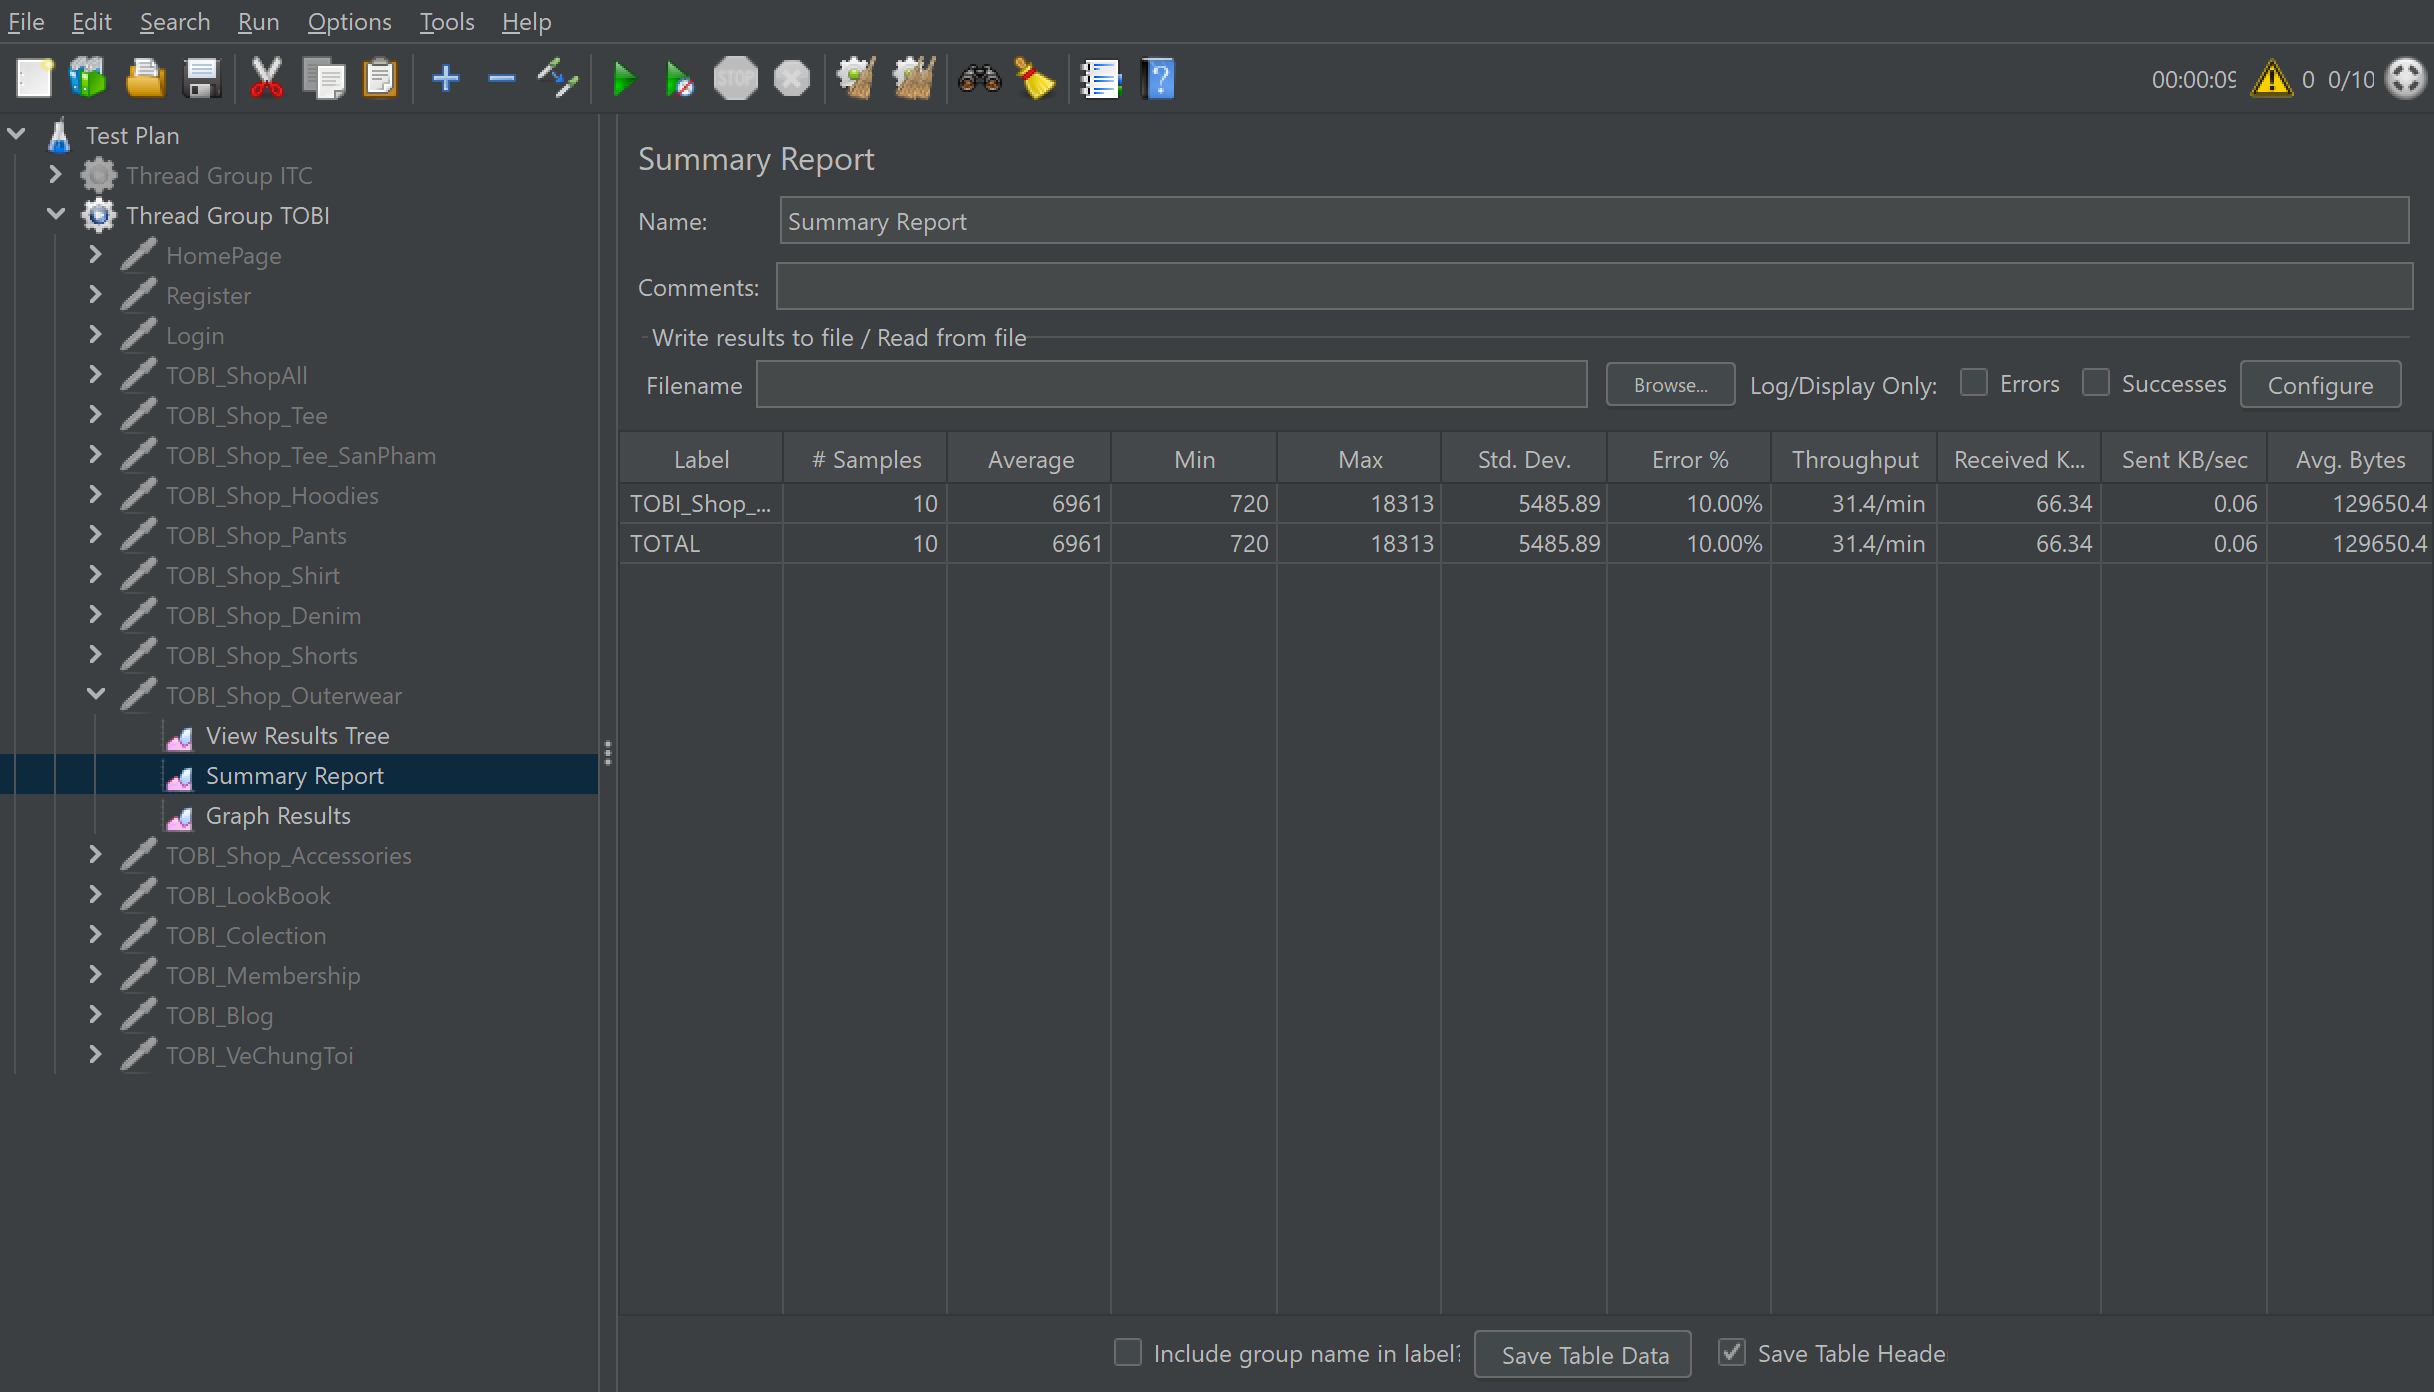 File Edit Search Run Options Tools Help
STOP
00:00:09 0 0/10
Test Plan
Thread Group ITC
Thread Group TOBI
HomePage
Register
Login
TOBI_ShopAll
TOBI_Shop_Tee
TOBI_Shop_Tee_SanPham
TOBI_Shop_Hoodies
TOBI_Shop_Pants
TOBI_Shop_Shirt
TOBI_Shop_Denim
TOBI_Shop_Shorts
TOBI_Shop_Outerwear
View Results Tree
Summary Report
Graph Results
TOBI_Shop_Accessories
TOBI_LookBook
TOBI_Colection
TOBI_Membership
TOBI_Blog
TOBI_VeChungToi
Summary Report
Name: Summary Report
Comments:
Write results to file / Read from file
Filename Browse... Log/Display Only: Errors Successes Configure
Label # Samples Average Min Max Std. Dev. Error % Throughput Received K... Sent KB/sec Avg. Bytes
TOBI_Shop_... 10 6961 720 18313 5485.89 10.00% 31.4/min 66.34 0.06 129650.4
TOTAL 10 6961 720 18313 5485.89 10.00% 31.4/min 66.34 0.06 129650.4
Include group name in label? Save Table Data Save Table Heade